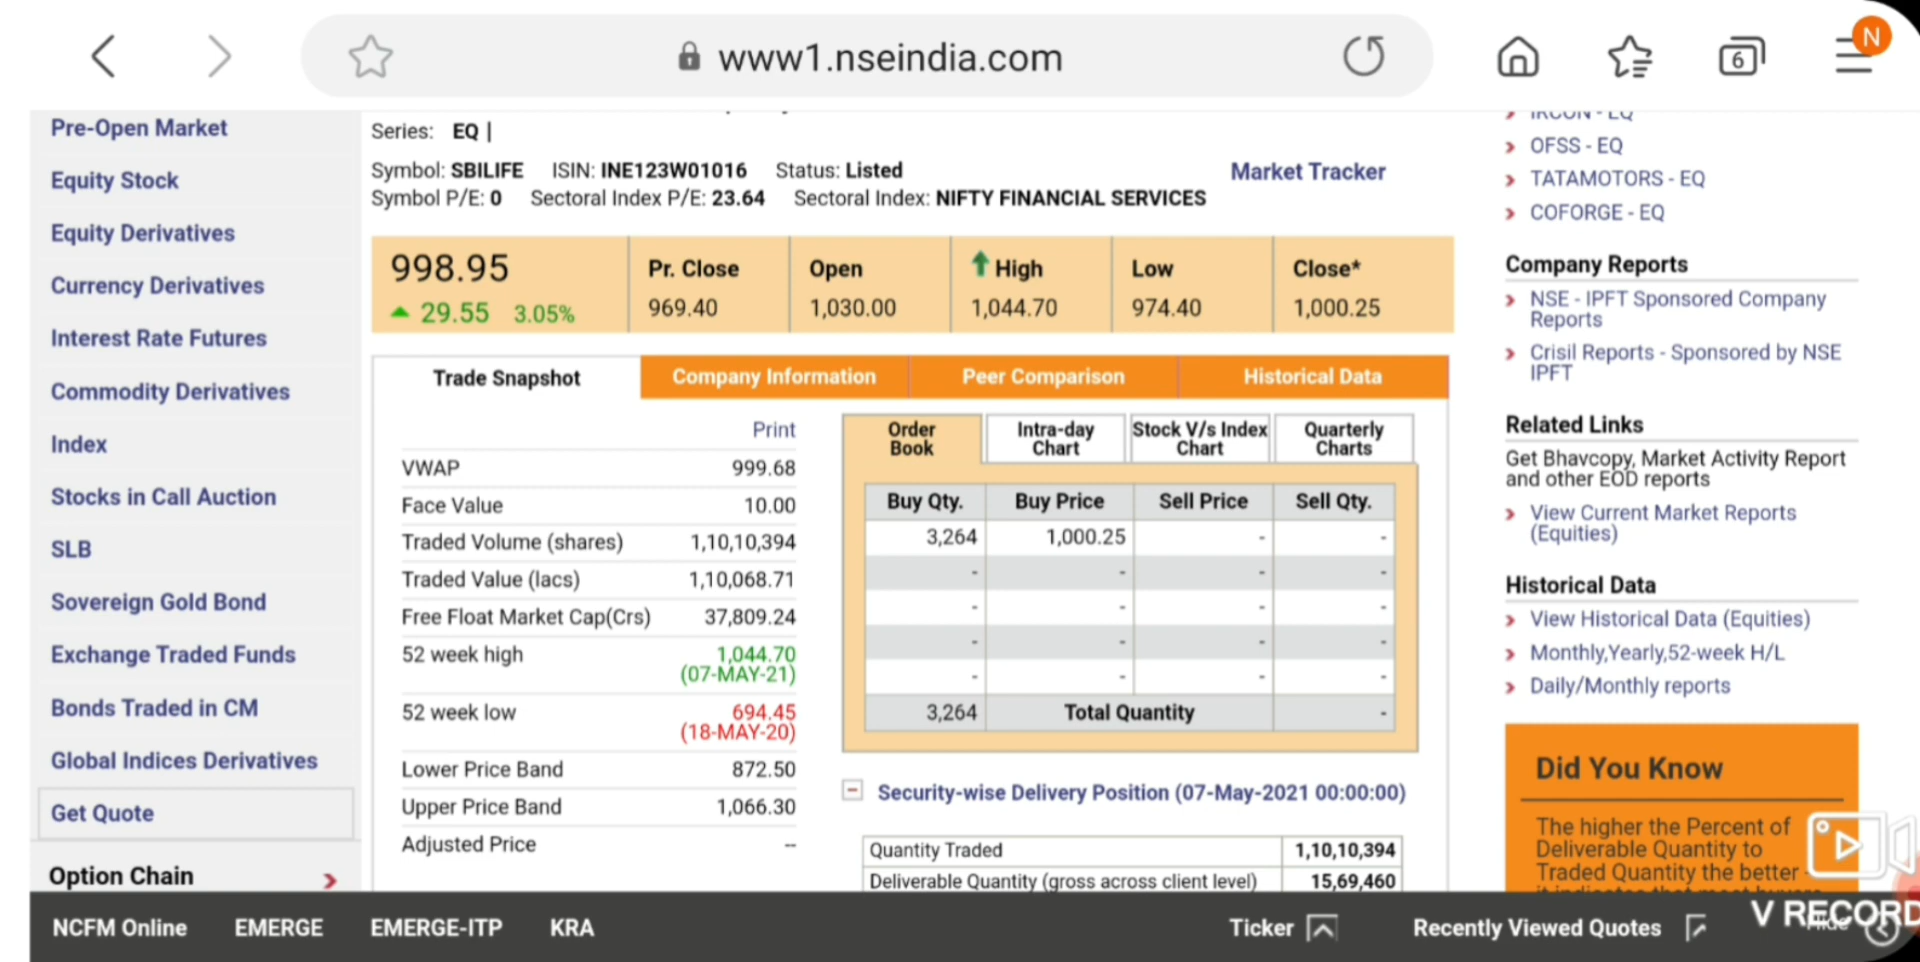 www1.nseindia.com
6
N
Pre-Open Market
Equity Stock
Equity Derivatives
Currency Derivatives
Interest Rate Futures
Commodity Derivatives
Index
Stocks in Call Auction
SLB
Sovereign Gold Bond
Exchange Traded Funds
Bonds Traded in CM
Global Indices Derivatives
Get Quote
Option Chain
Series: EQ |
Symbol: SBILIFE ISIN: INE123W01016 Status: Listed
Market Tracker
Symbol P/E: 0 Sectoral Index P/E: 23.64 Sectoral Index: NIFTY FINANCIAL SERVICES
998.95 Pr. Close Open High Low Close*
29.55 3.05% 969.40 1,030.00 1,044.70 974.40 1,000.25
Trade Snapshot Company Information Peer Comparison Historical Data
Print
VWAP 999.68
Face Value 10.00
Traded Volume (shares) 1,10,10,394
Traded Value (lacs) 1,10,068.71
Free Float Market Cap(Crs) 37,809.24
52 week high 1,044.70
(07-MAY-21)
52 week low 694.45
(18-MAY-20)
Lower Price Band 872.50
Upper Price Band 1,066.30
Adjusted Price --
Order Book
Intra-day Chart
Stock V/s Index Chart
Quarterly Charts
Buy Qty. Buy Price Sell Price Sell Qty.
3,264 1,000.25 - -
- - - -
- - - -
- - - -
- - - -
3,264 Total Quantity -
Security-wise Delivery Position (07-May-2021 00:00:00)
Quantity Traded 1,10,10,394
Deliverable Quantity (gross across client level) 15,69,460
IRCON - EQ
OFSS - EQ
TATAMOTORS - EQ
COFORGE - EQ
Company Reports
NSE - IPFT Sponsored Company
Reports
Crisil Reports - Sponsored by NSE
IPFT
Related Links
Get Bhavcopy, Market Activity Report
and other EOD reports
View Current Market Reports
(Equities)
Historical Data
View Historical Data (Equities)
Monthly,Yearly,52-week H/L
Daily/Monthly reports
Did You Know
The higher the Percent of
Deliverable Quantity to
Traded Quantity the better -
NCFM Online EMERGE EMERGE-ITP KRA
Ticker Recently Viewed Quotes Hide
V RECORD